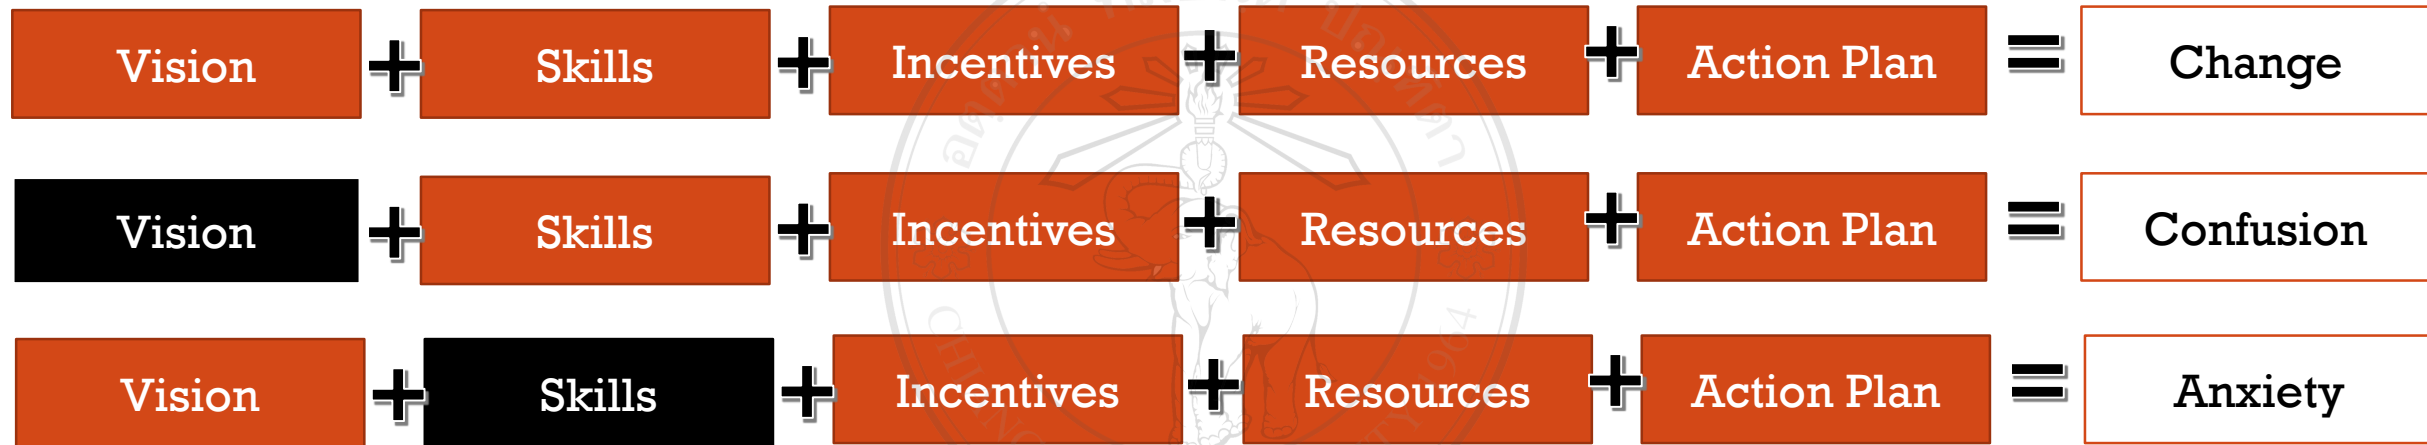 Vision + Skills + Incentives + Resources + Action Plan = Change
Vision + Skills + Incentives + Resources + Action Plan = Confusion
Vision + Skills + Incentives + Resources + Action Plan = Anxiety